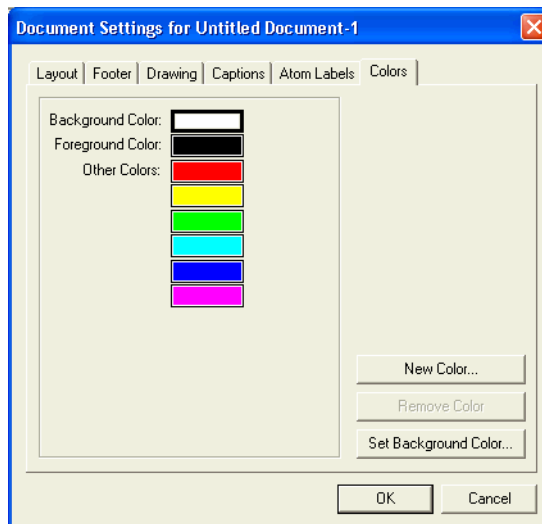 Document Settings for Untitled Document-1
Layout Footer Drawing Captions Atom Labels Colors
Background Color:
Foreground Color:
Other Colors:
New Color...
Remove Color
Set Background Color...
OK Cancel